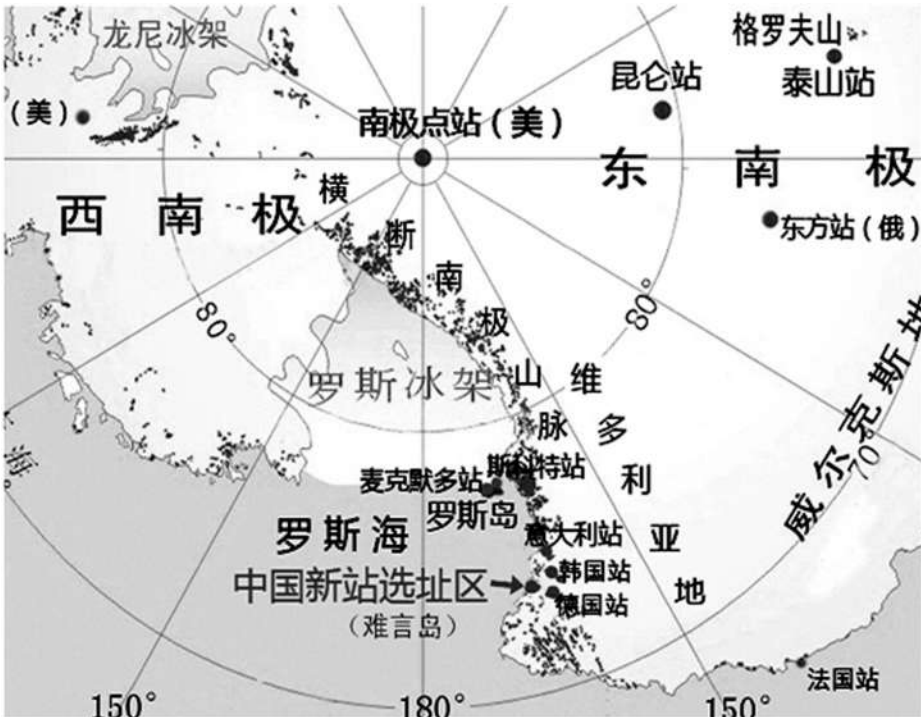 龙尼冰架
格罗夫山
泰山站
昆仑站
（美）
南极点站（美）
东南极
西南极
东方站（俄）
横断南极山脉
80°
80°
罗斯冰架
维多利亚地
威尔克斯地
70°
斯科特站
麦克默多站
罗斯岛
罗斯海
意大利站
韩国站
中国新站选址区
（难言岛）
德国站
法国站
150°
180°
150°